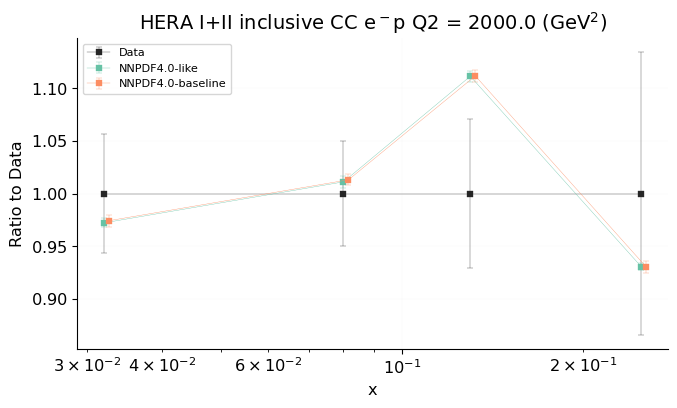 HERA I+II inclusive CC e⁻p Q2 = 2000.0 (GeV²)
Data
NNPDF4.0-like
NNPDF4.0-baseline
Ratio to Data
1.10
1.05
1.00
0.95
0.90
3 × 10⁻² 4 × 10⁻² 6 × 10⁻² 10⁻¹ 2 × 10⁻¹
x